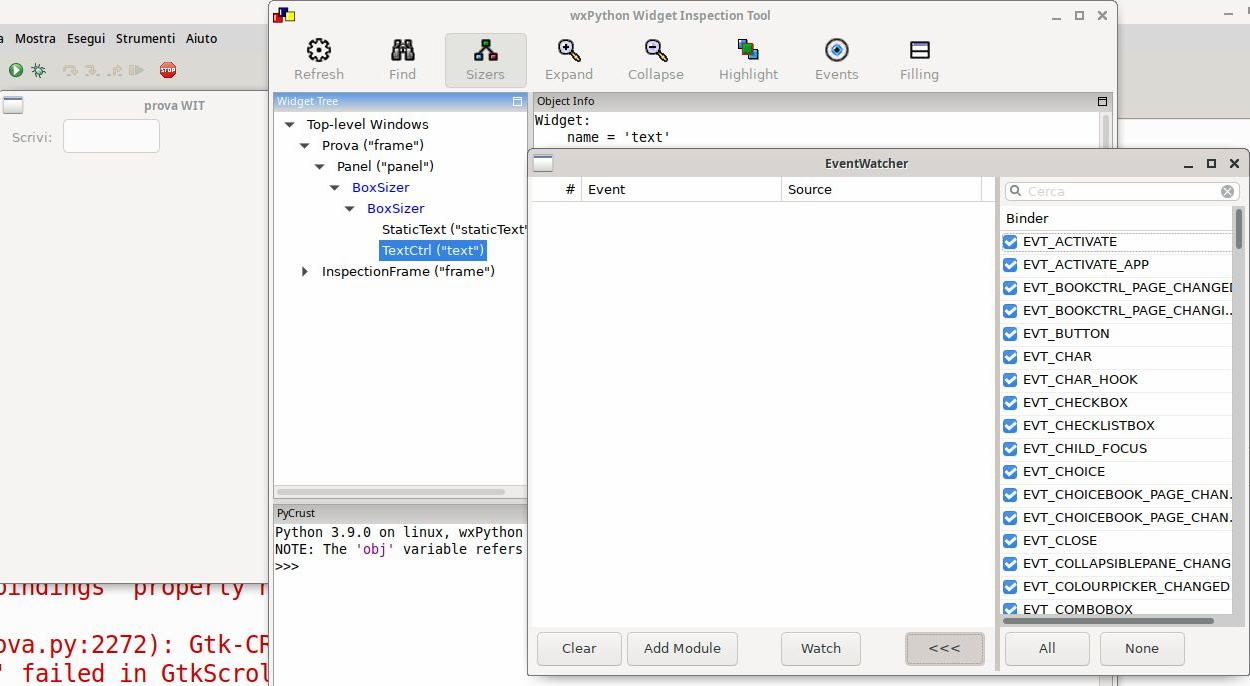 wxPython Widget Inspection Tool
Mostra Esegui Strumenti Aiuto
Refresh Find Sizers Expand Collapse Highlight Events Filling
STOP
prova WIT
Scrivi:
Widget Tree
Top-level Windows
Prova ("frame")
Panel ("panel")
BoxSizer
BoxSizer
StaticText ("staticText"
TextCtrl ("text")
InspectionFrame ("frame")
Object Info
Widget:
name = 'text'
EventWatcher
# Event Source
Cerca
Binder
EVT_ACTIVATE
EVT_ACTIVATE_APP
EVT_BOOKCTRL_PAGE_CHANGED
EVT_BOOKCTRL_PAGE_CHANGI...
EVT_BUTTON
EVT_CHAR
EVT_CHAR_HOOK
EVT_CHECKBOX
EVT_CHECKLISTBOX
EVT_CHILD_FOCUS
EVT_CHOICE
EVT_CHOICEBOOK_PAGE_CHAN...
EVT_CHOICEBOOK_PAGE_CHAN...
EVT_CLOSE
EVT_COLLAPSIBLEPANE_CHANG
EVT_COLOURPICKER_CHANGED
EVT_COMBOBOX
PyCrust
Python 3.9.0 on linux, wxPython
NOTE: The 'obj' variable refers
>>>
Clear Add Module Watch <<< All None
bindings' property
ova.py:2272): Gtk-CR
' failed in GtkScrol